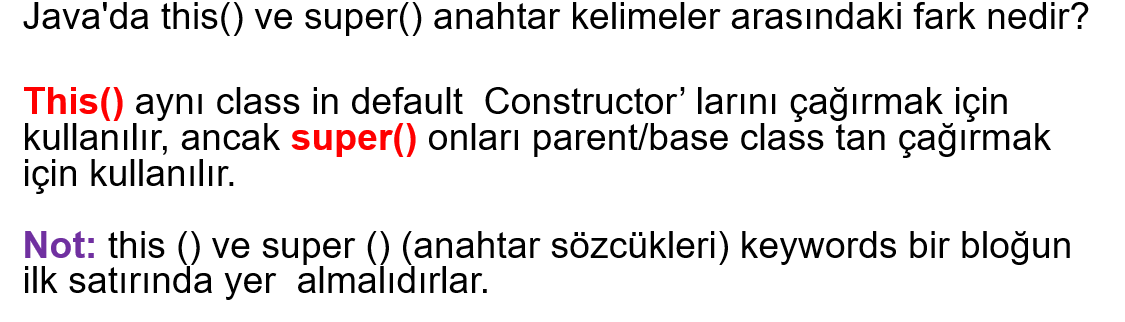 Java'da this() ve super() anahtar kelimeler arasındaki fark nedir?
This() aynı class in default  Constructor’ larını çağırmak için
kullanılır, ancak super() onları parent/base class tan çağırmak
için kullanılır.
Not: this () ve super () (anahtar sözcükleri) keywords bir bloğun
ilk satırında yer  almalıdırlar.